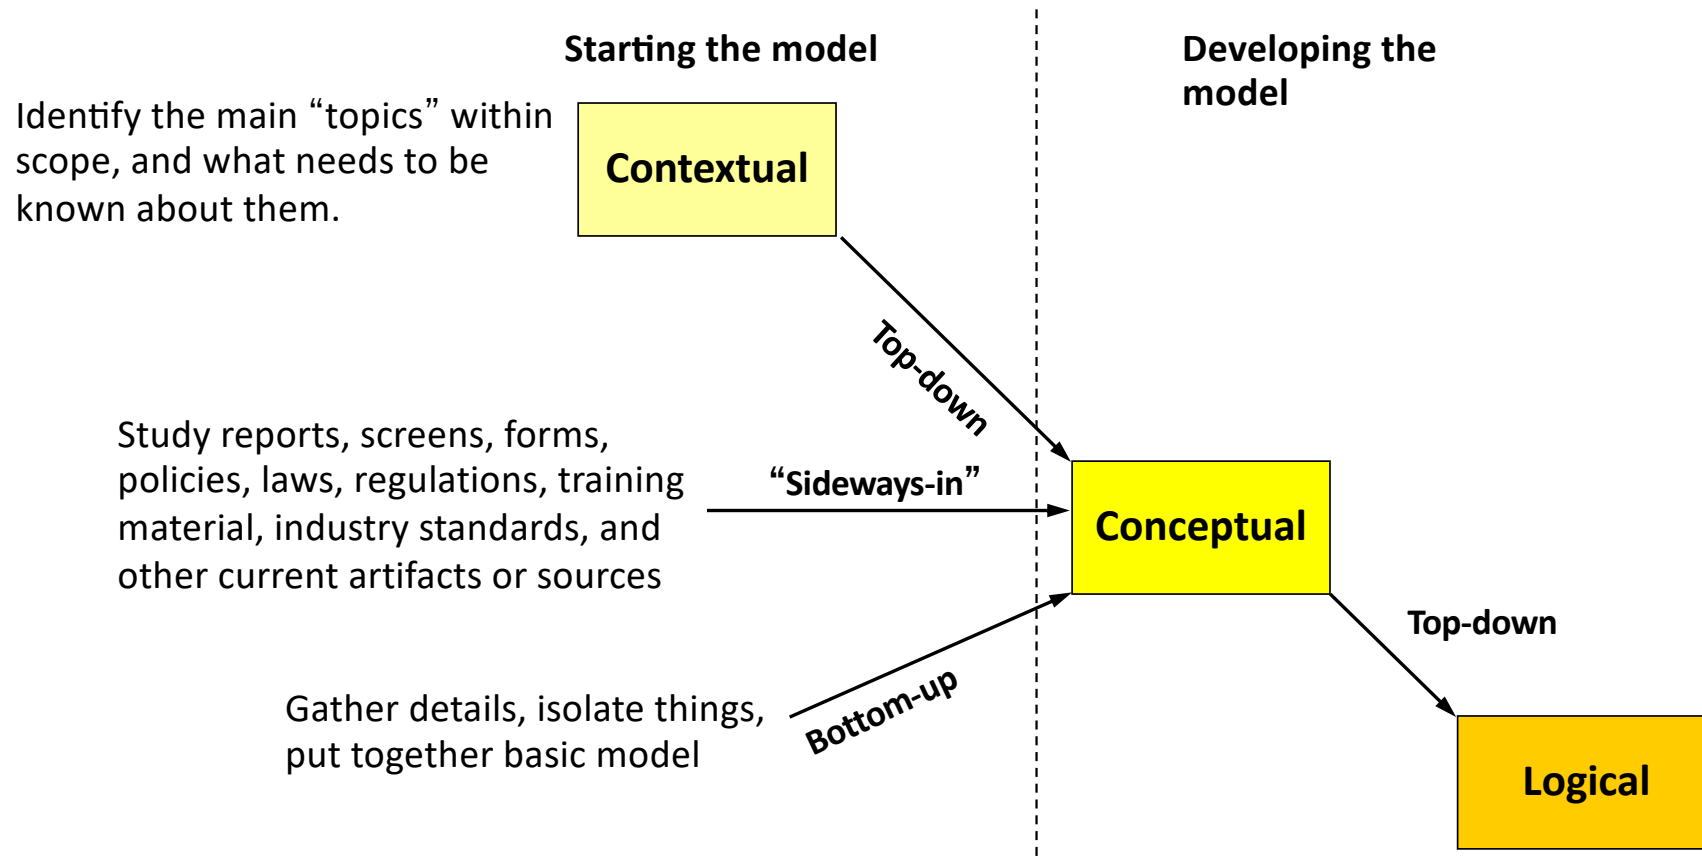 Starting the model
Developing the
model
Identify the main “topics” within
scope, and what needs to be
known about them.
Contextual
Top-down
Study reports, screens, forms,
policies, laws, regulations, training
material, industry standards, and
other current artifacts or sources
“Sideways-in”
Conceptual
Top-down
Gather details, isolate things,
put together basic model
Bottom-up
Logical